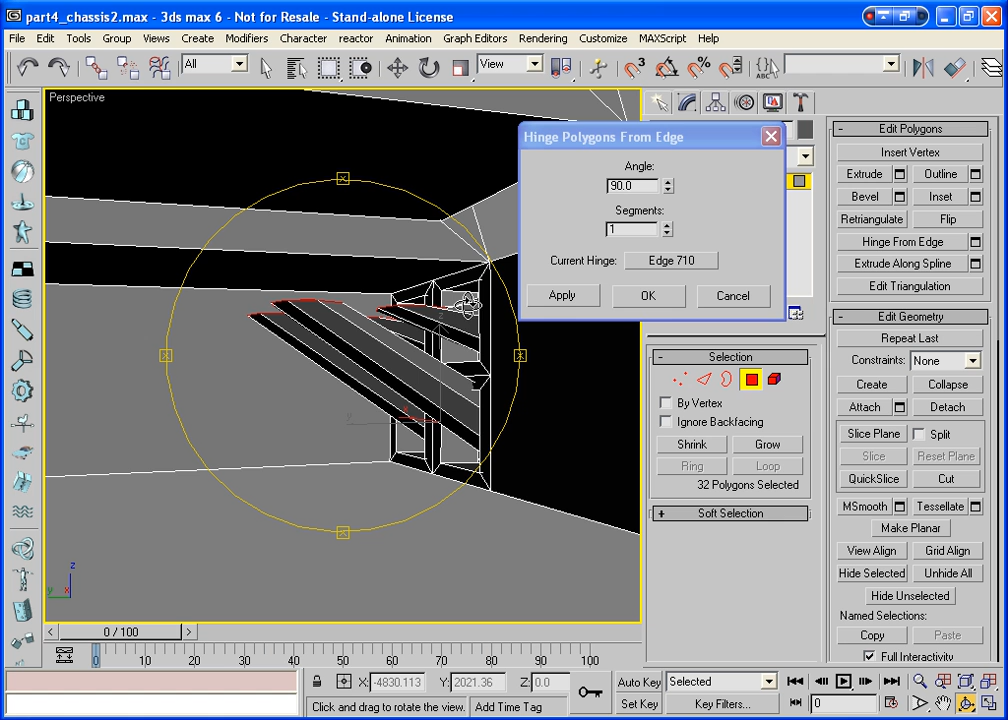 part4_chassis2.max - 3ds max 6 - Not for Resale - Stand-alone License
File Edit Tools Group Views Create Modifiers Character reactor Animation Graph Editors Rendering Customize MAXScript Help
All
View
3
%
ABC
Perspective
Hinge Polygons From Edge
Angle:
90.0
Segments:
1
Current Hinge: Edge 710
Apply OK Cancel
- Selection
By Vertex
Ignore Backfacing
Shrink Grow
Ring Loop
32 Polygons Selected
+ Soft Selection
- Edit Polygons
Insert Vertex
Extrude Outline
Bevel Inset
Retriangulate Flip
Hinge From Edge
Extrude Along Spline
Edit Triangulation
- Edit Geometry
Repeat Last
Constraints: None
Create Collapse
Attach Detach
Slice Plane Split
Slice Reset Plane
QuickSlice Cut
MSmooth Tessellate
Make Planar
View Align Grid Align
Hide Selected Unhide All
Hide Unselected
Named Selections:
Copy Paste
Full Interactivity
z
y
x
z
y x
< 0 / 100 >
0 10 20 30 40 50 60 70 80 90 100
X: -4830.113 Y: 2021.36 Z: 0.0
Auto Key Selected
Click and drag to rotate the view. Add Time Tag
Set Key Key Filters... 0